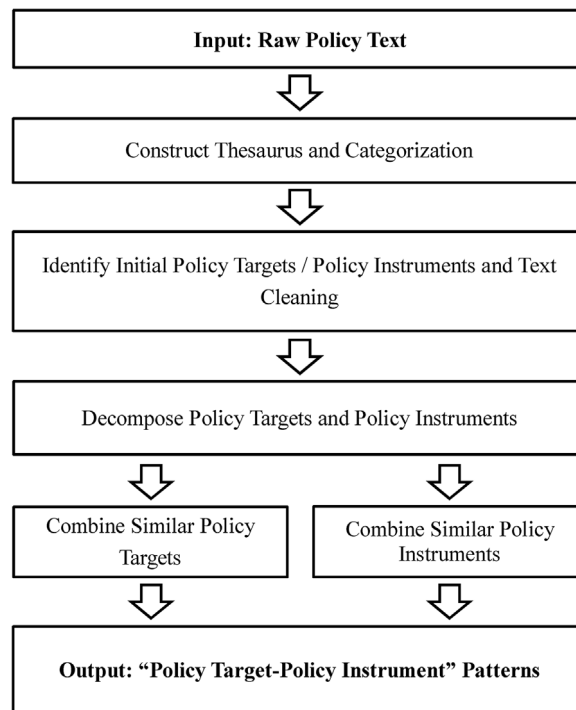 Input: Raw Policy Text
Construct Thesaurus and Categorization
Identify Initial Policy Targets / Policy Instruments and Text
Cleaning
Decompose Policy Targets and Policy Instruments
Combine Similar Policy
Targets
Combine Similar Policy
Instruments
Output: “Policy Target-Policy Instrument” Patterns